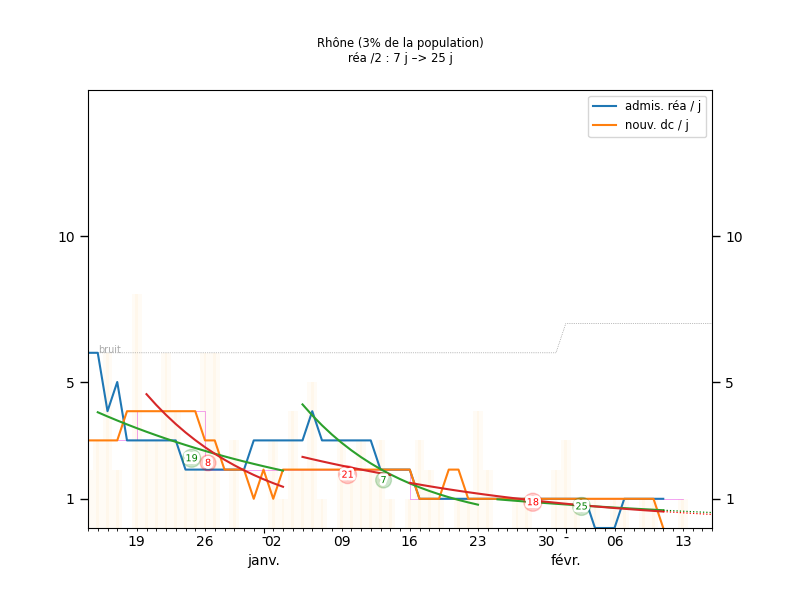 Rhône (3% de la population)
réa /2 : 7 j –> 25 j
admis. réa / j
nouv. dc / j
10 10
bruit
5 5
19 8 21 7 18 25
1 1
19 26 02 09 16 23 30 - 06 13
janv. févr.